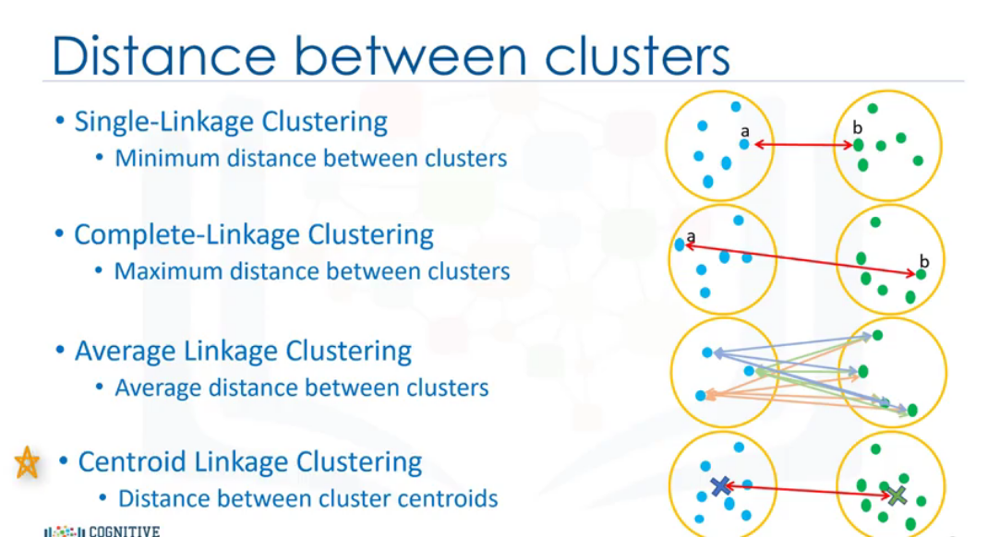 Distance between clusters
• Single-Linkage Clustering
• Minimum distance between clusters
a
b
• Complete-Linkage Clustering
• Maximum distance between clusters
a
b
• Average Linkage Clustering
• Average distance between clusters
• Centroid Linkage Clustering
• Distance between cluster centroids
COGNITIVE